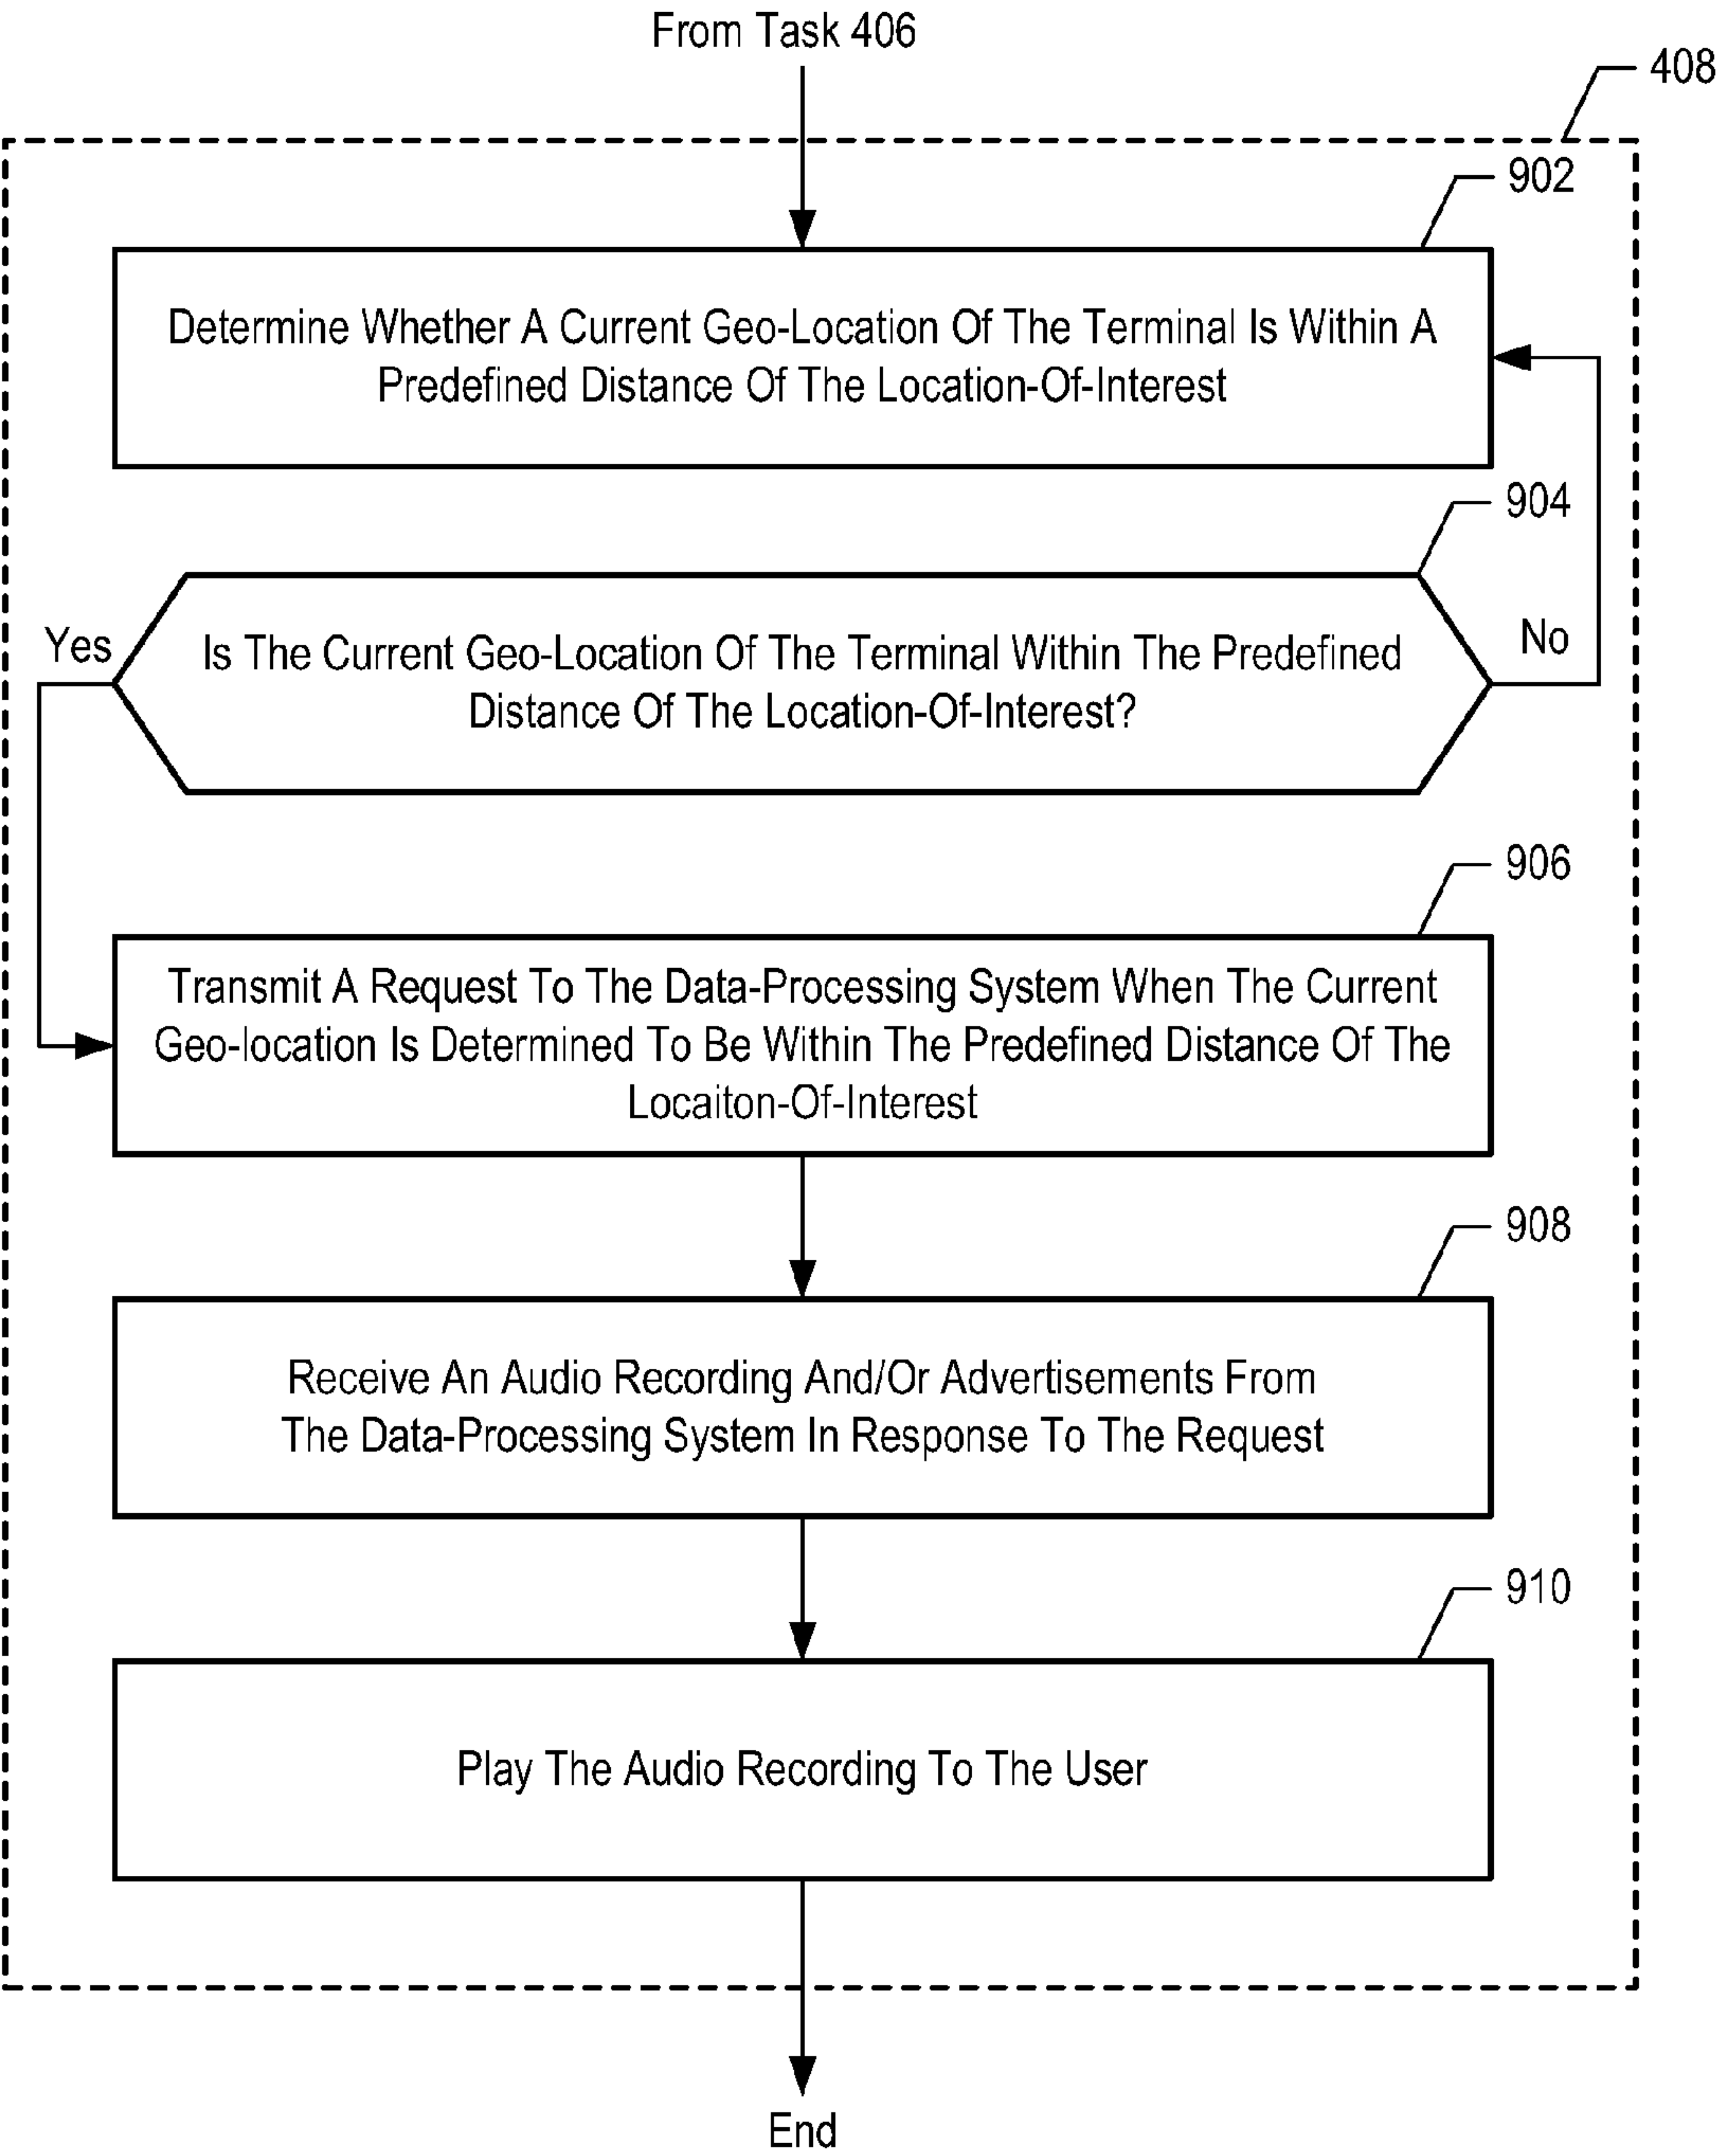 From Task 406
408
902
Determine Whether A Current Geo-Location Of The Terminal Is Within A
Predefined Distance Of The Location-Of-Interest
904
Yes
Is The Current Geo-Location Of The Terminal Within The Predefined
Distance Of The Location-Of-Interest?
No
906
Transmit A Request To The Data-Processing System When The Current
Geo-location Is Determined To Be Within The Predefined Distance Of The
Locaiton-Of-Interest
908
Receive An Audio Recording And/Or Advertisements From
The Data-Processing System In Response To The Request
910
Play The Audio Recording To The User
End